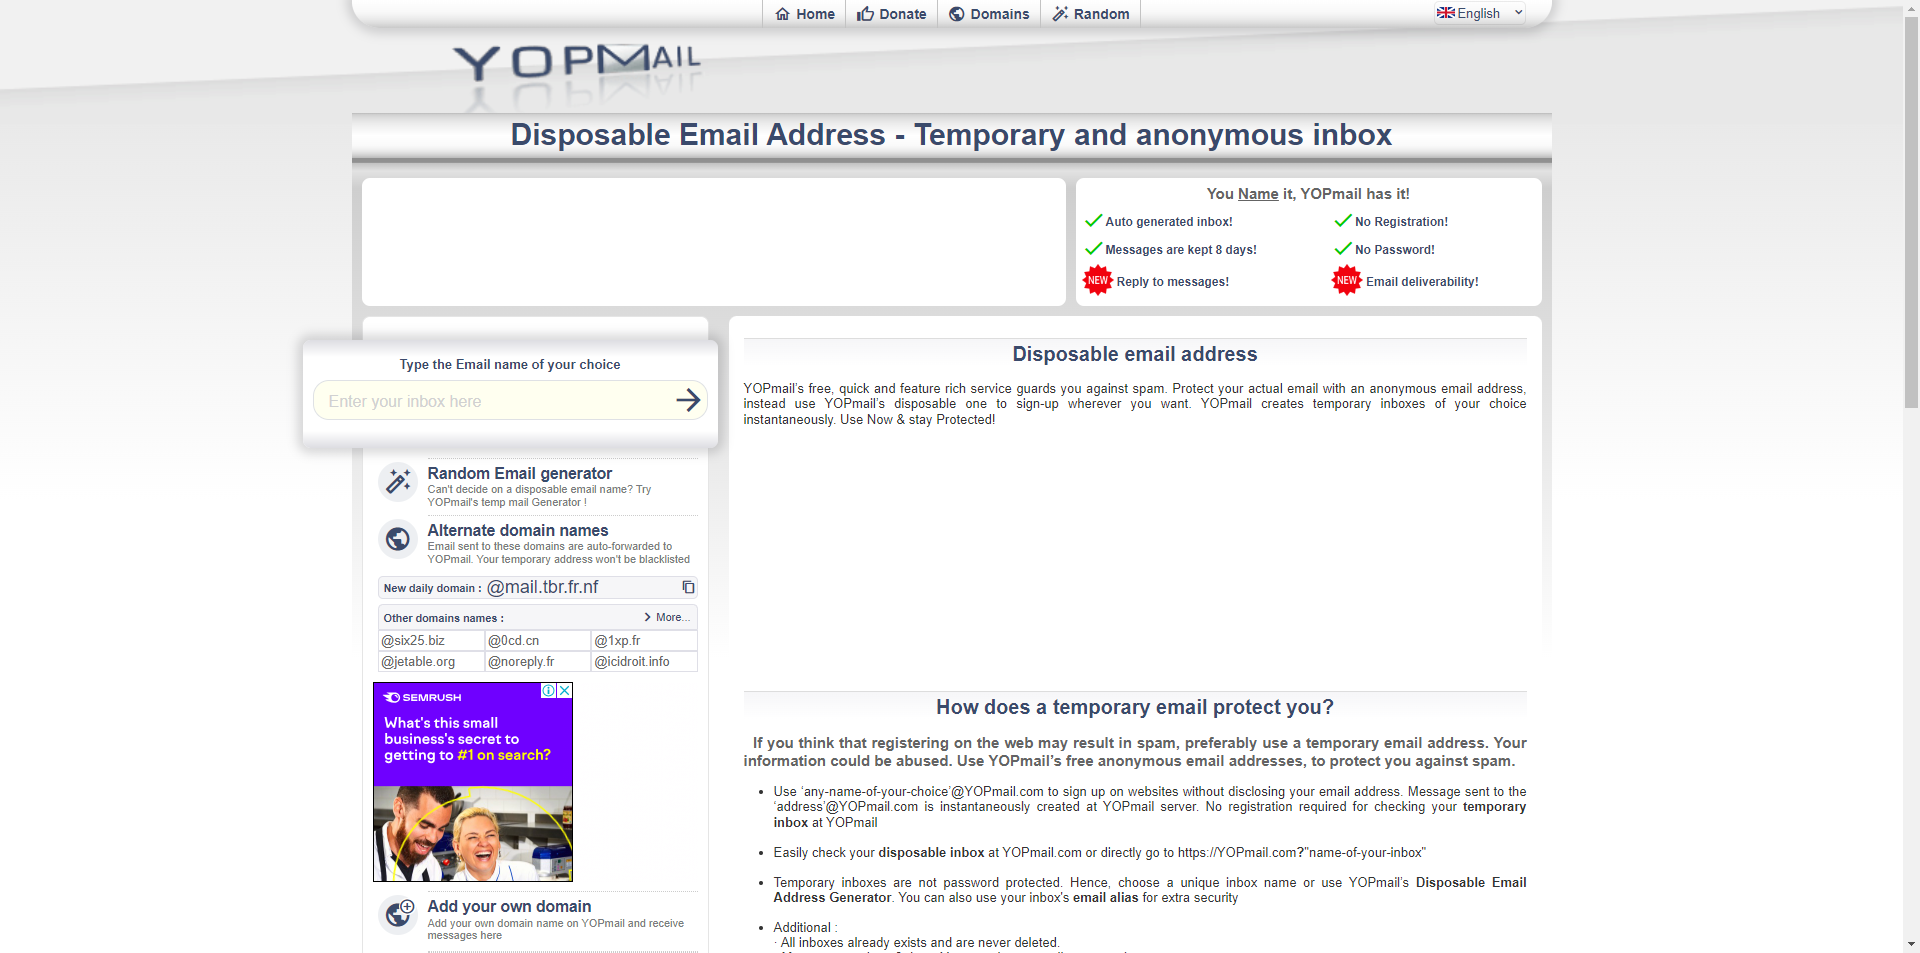 Home
Donate
Domains
Random
English
YOPMAIL
Disposable Email Address - Temporary and anonymous inbox
You Name it, YOPmail has it!
Auto generated inbox!
No Registration!
Messages are kept 8 days!
No Password!
NEW Reply to messages!
NEW Email deliverability!
Type the Email name of your choice
Enter your inbox here
Random Email generator
Can't decide on a disposable email name? Try
YOPmail's temp mail Generator !
Alternate domain names
Email sent to these domains are auto-forwarded to
YOPmail. Your temporary address won't be blacklisted
New daily domain : @mail.tbr.fr.nf
Other domains names :
More...
@six25.biz @0cd.cn @1xp.fr
@jetable.org @noreply.fr @icidroit.info
SEMRUSH
What's this small
business's secret to
getting to #1 on search?
Add your own domain
Add your own domain name on YOPmail and receive
messages here
Disposable email address
YOPmail’s free, quick and feature rich service guards you against spam. Protect your actual email with an anonymous email address,
instead use YOPmail’s disposable one to sign-up wherever you want. YOPmail creates temporary inboxes of your choice
instantaneously. Use Now & stay Protected!
How does a temporary email protect you?
If you think that registering on the web may result in spam, preferably use a temporary email address. Your
information could be abused. Use YOPmail’s free anonymous email addresses, to protect you against spam.
• Use ‘any-name-of-your-choice’@YOPmail.com to sign up on websites without disclosing your email address. Message sent to the
‘address’@YOPmail.com is instantaneously created at YOPmail server. No registration required for checking your temporary
inbox at YOPmail
• Easily check your disposable inbox at YOPmail.com or directly go to https://YOPmail.com?"name-of-your-inbox"
• Temporary inboxes are not password protected. Hence, choose a unique inbox name or use YOPmail’s Disposable Email
Address Generator. You can also use your inbox's email alias for extra security
• Additional :
· All inboxes already exists and are never deleted.